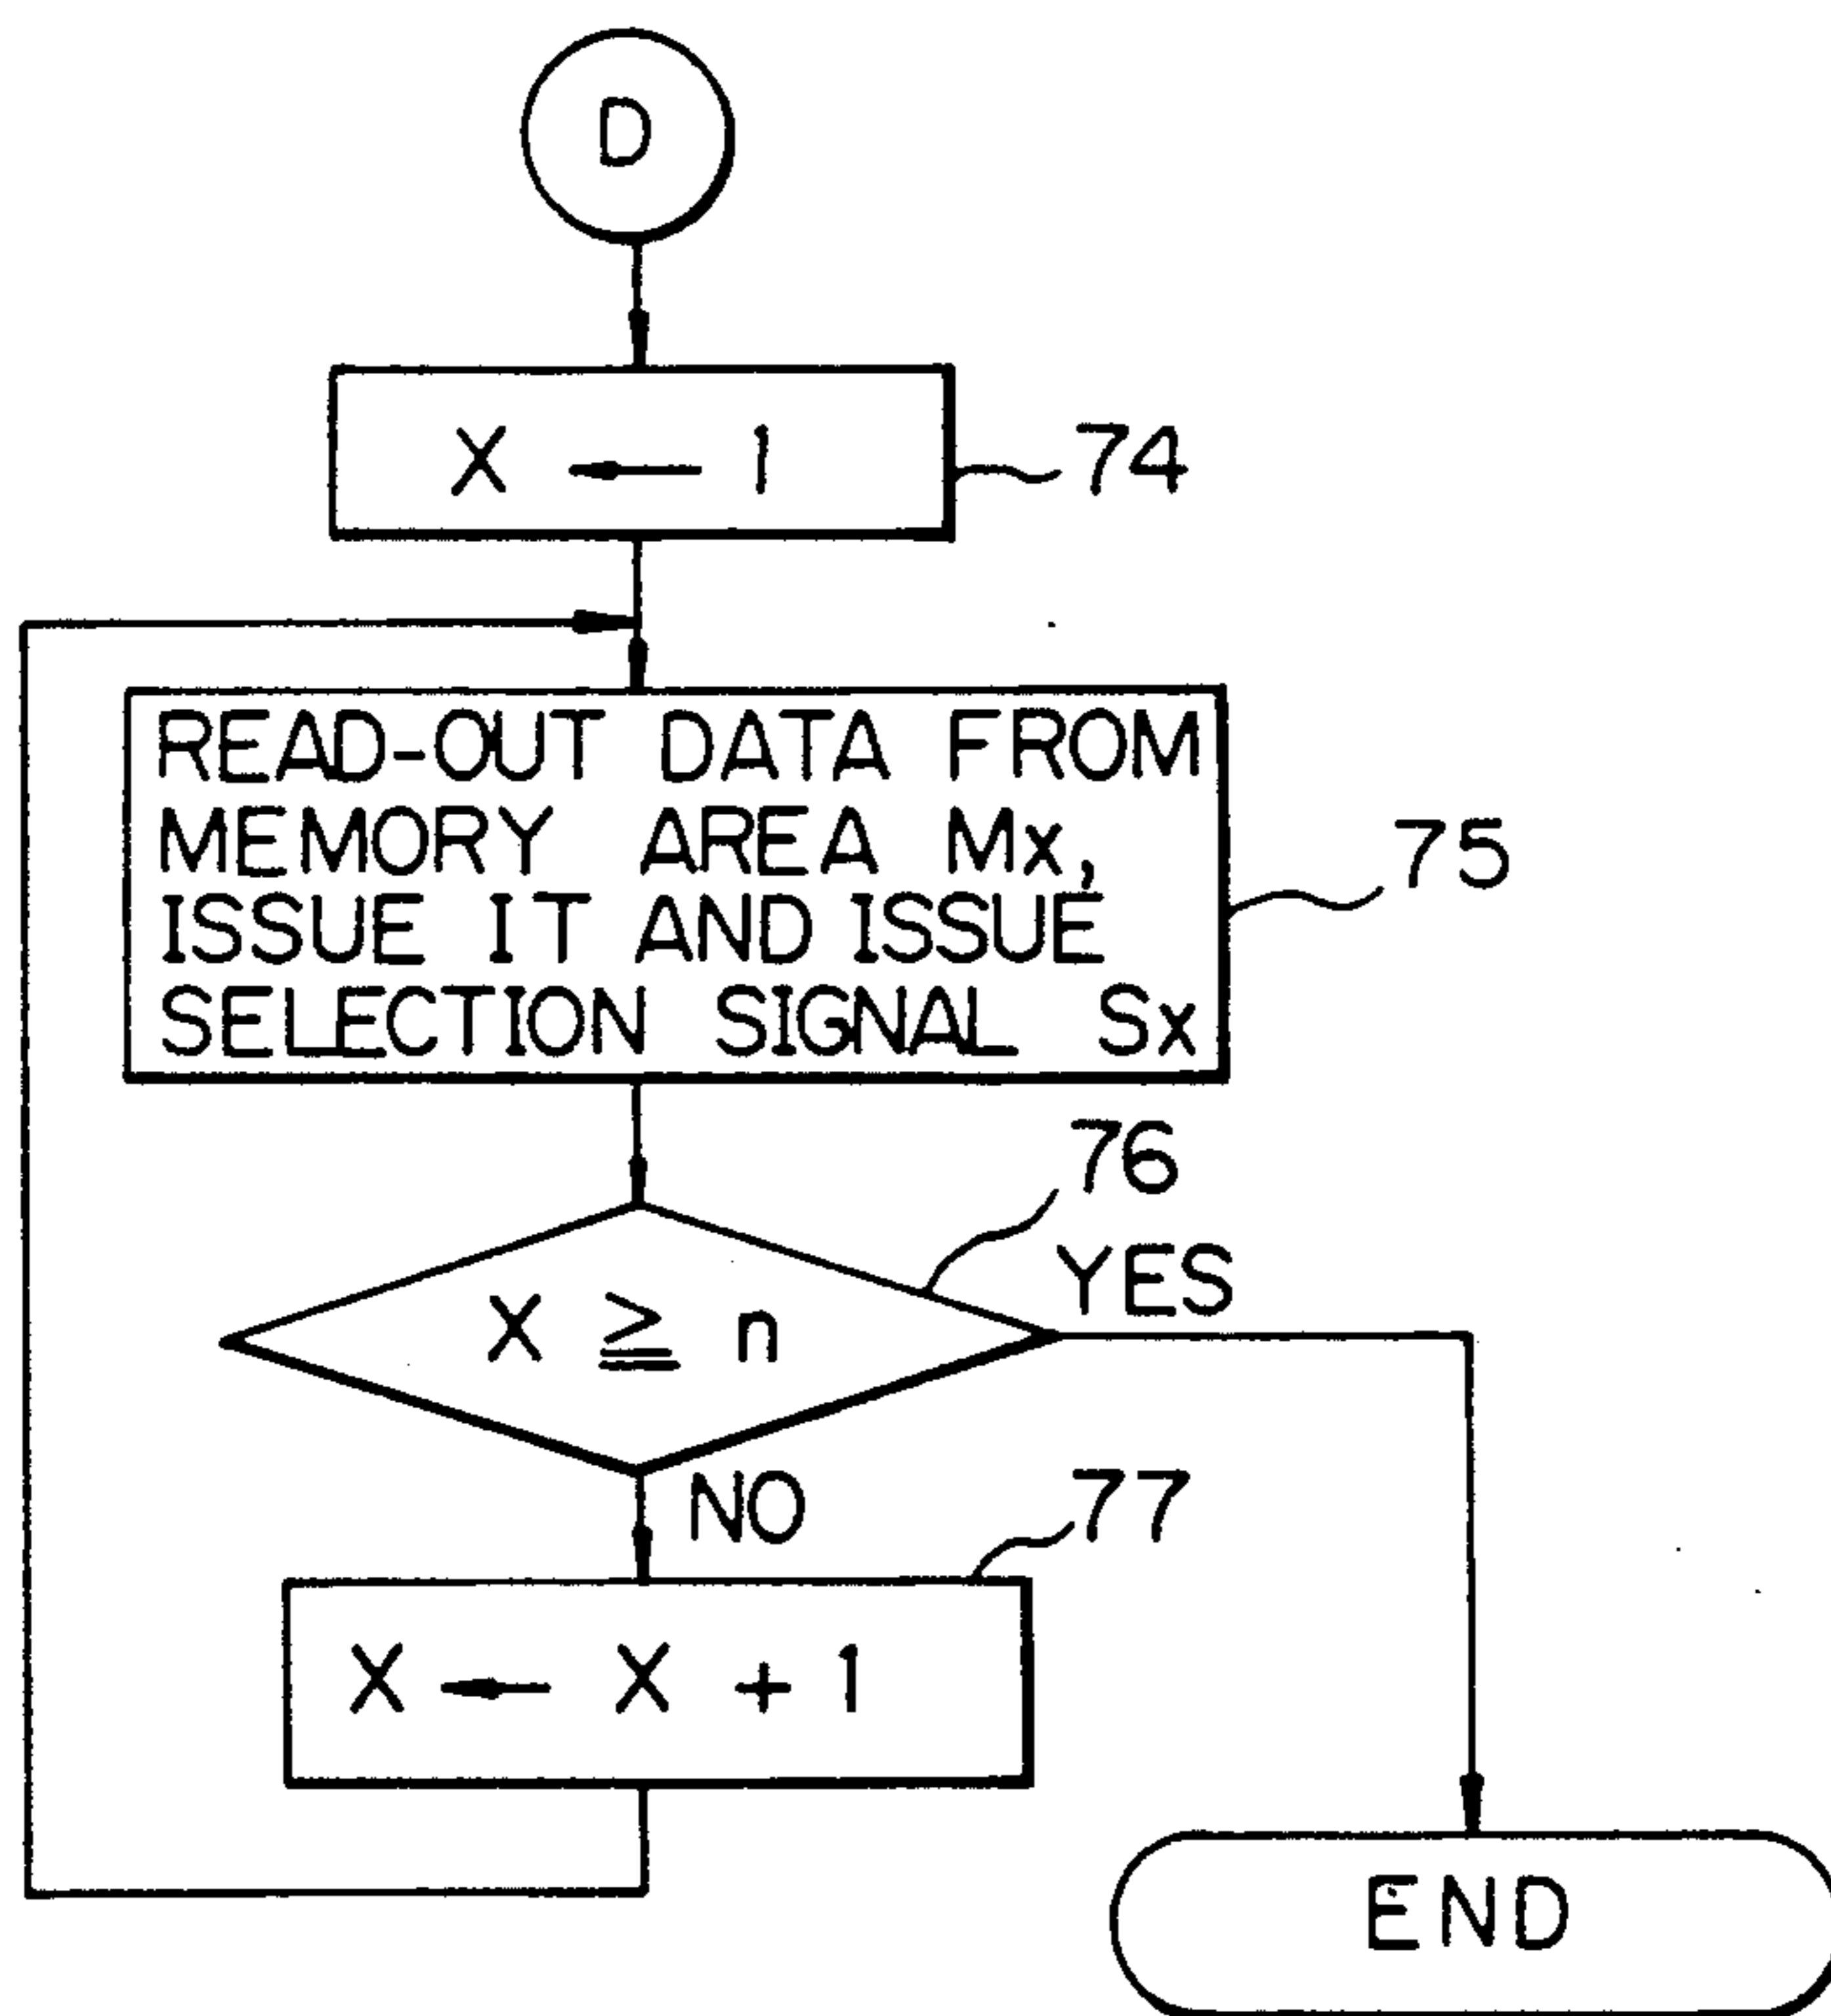 D
X ← 1
74
READ-OUT DATA FROM
MEMORY AREA Mx,
ISSUE IT AND ISSUE
SELECTION SIGNAL Sx
75
76
YES
X ≧ n
NO
77
X ← X + 1
END